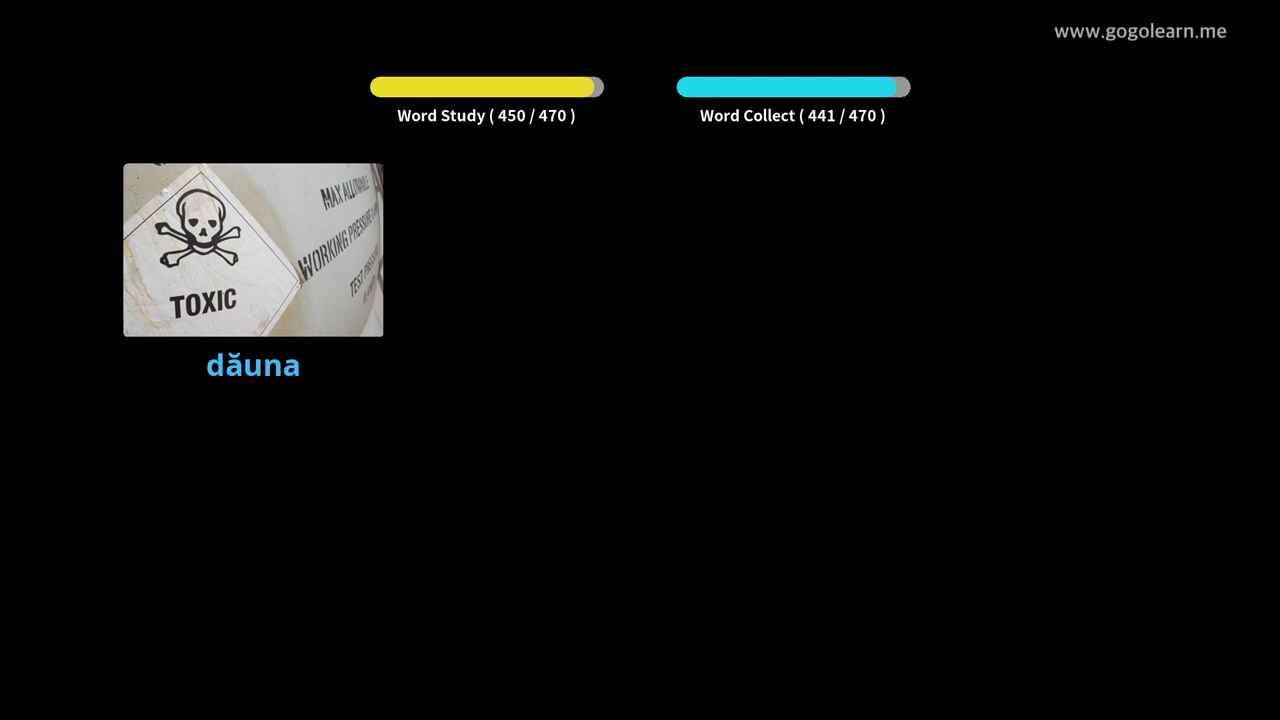 www.gogolearn.me
Word Study ( 450 / 470 )
Word Collect ( 441 / 470 )
MAX ALLOWABLE
WORKING PRESSURE
TEST
TOXIC
dăuna